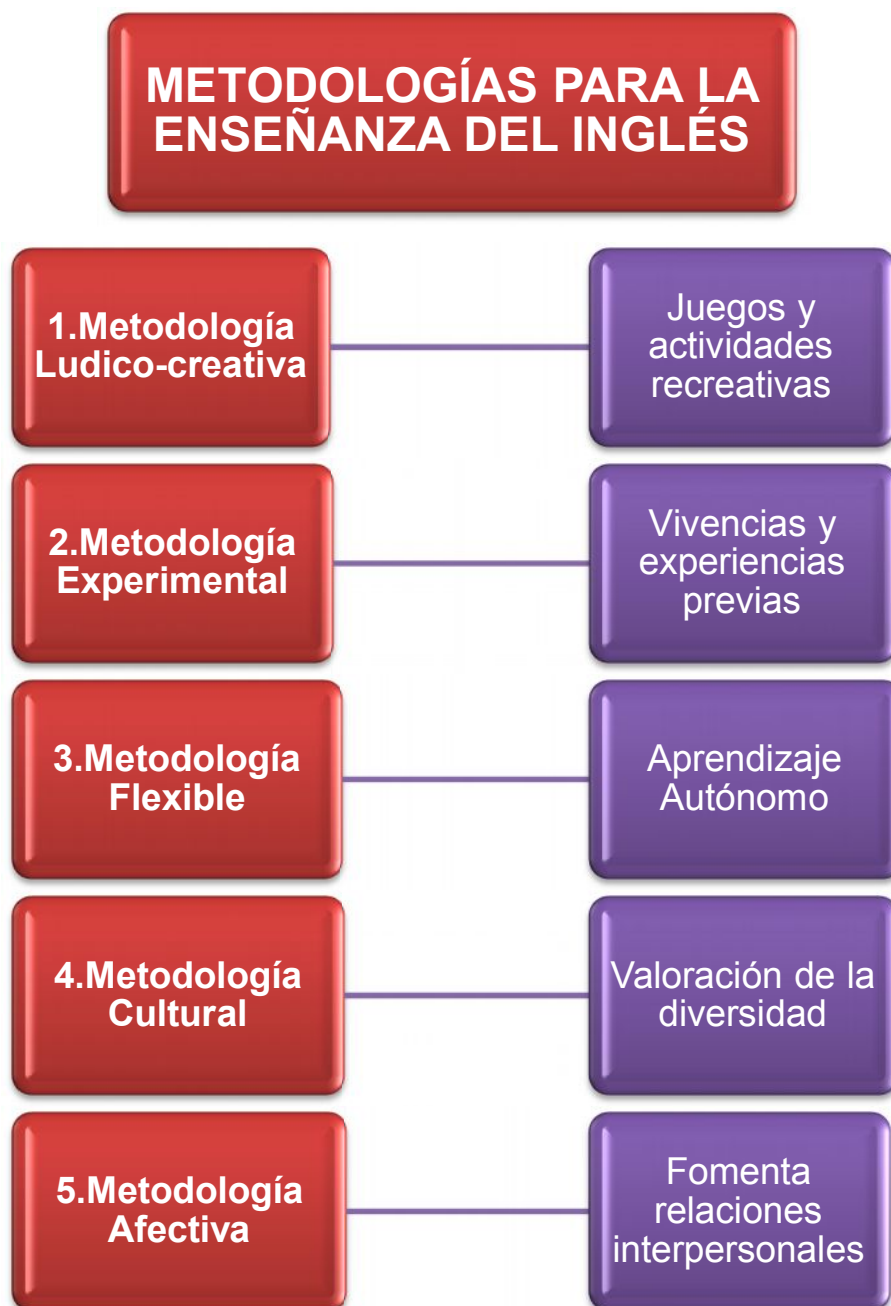 METODOLOGÍAS PARA LA
ENSEÑANZA DEL INGLÉS
1.Metodología
Ludico-creativa
Juegos y
actividades
recreativas
2.Metodología
Experimental
Vivencias y
experiencias
previas
3.Metodología
Flexible
Aprendizaje
Autónomo
4.Metodología
Cultural
Valoración de la
diversidad
5.Metodología
Afectiva
Fomenta
relaciones
interpersonales